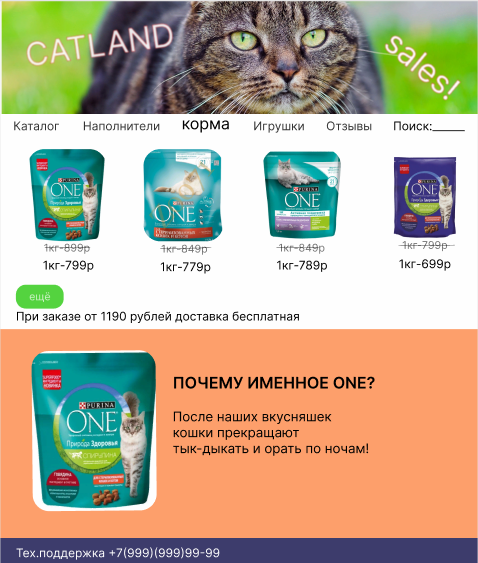 CATLAND
sales!
Каталог Наполнители корма Игрушки Отзывы Поиск:______
PURINA ONE PURINA ONE PURINA ONE PURINA ONE
1кг-899р 1кг-849р 1кг-849р 1кг-799р
1кг-799р 1кг-779р 1кг-789р 1кг-699р
ещё
При заказе от 1190 рублей доставка бесплатная
PURINA
ONE
Природа Здоровья
СПИРУЛИНА
ГОВЯДИНА
ПОЧЕМУ ИМЕННОЕ ONE?
После наших вкусняшек
кошки прекращают
тык-дыкать и орать по ночам!
Тех.поддержка +7(999)(999)99-99